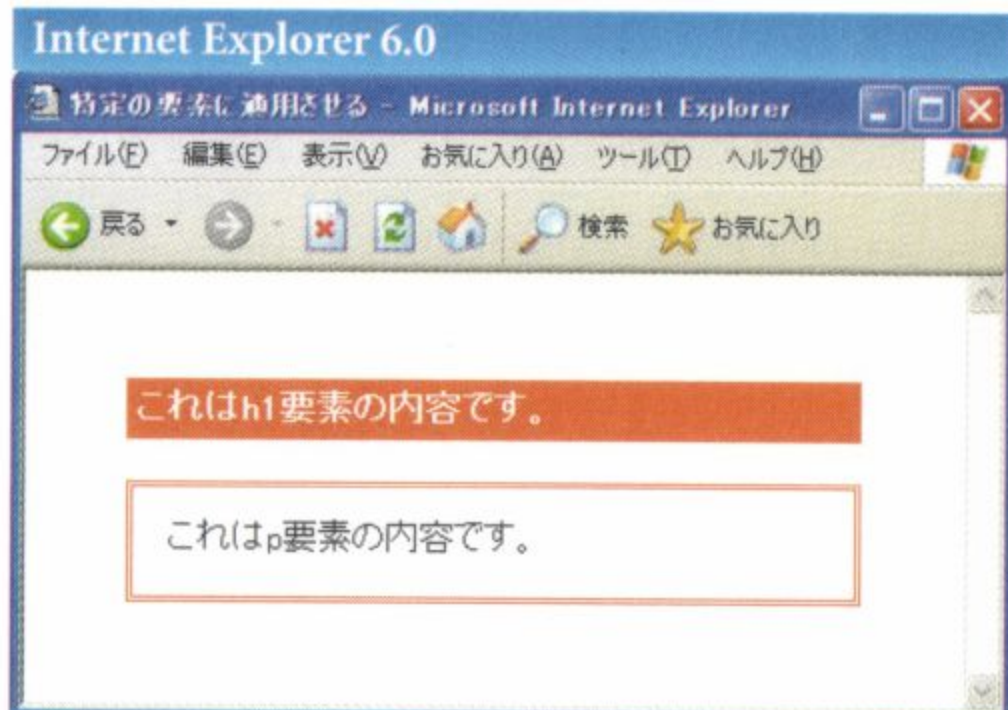 Internet Explorer 6.0
特定の要素に適用させる - Microsoft Internet Explorer
ファイル(F) 編集(E) 表示(V) お気に入り(A) ツール(T) ヘルプ(H)
戻る 検索 お気に入り
これはh1要素の内容です。
これはp要素の内容です。